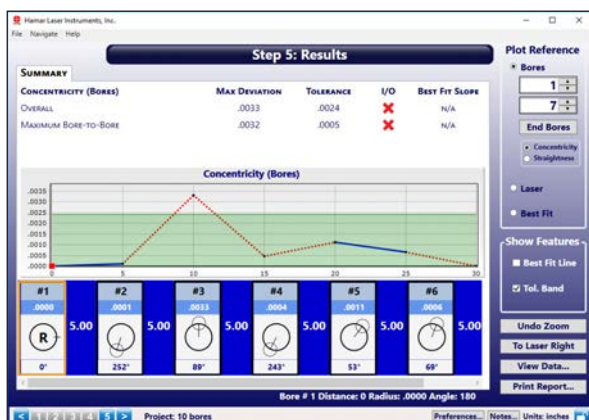 Hamar Laser Instruments, Inc.
File Navigate Help
Step 5: Results
SUMMARY
CONCENTRICITY (BORES) MAX DEVIATION TOLERANCE I/O BEST FIT SLOPE
OVERALL .0033 .0024 N/A
MAXIMUM BORE-TO-BORE .0032 .0005 N/A
Concentricity (Bores)
.0035
.0030
.0025
.0020
.0015
.0010
.0005
.0000
0 5 10 15 20 25 30
#1 #2 #3 #4 #5 #6
.0000 .0001 .0033 .0004 .0011 .0006
R 5.00 5.00 5.00 5.00 5.00 5.00
0° 252° 89° 243° 53° 69°
Bore # 1 Distance: 0 Radius: .0000 Angle: 180
Plot Reference
Bores
1
7
End Bores
Concentricity
Straightness
Laser
Best Fit
Show Features
Best Fit Line
Tol. Band
Undo Zoom
To Laser Right
View Data...
Print Report...
< 1 2 3 4 5 > Project: 10 bores Preferences... Notes... Units: inches